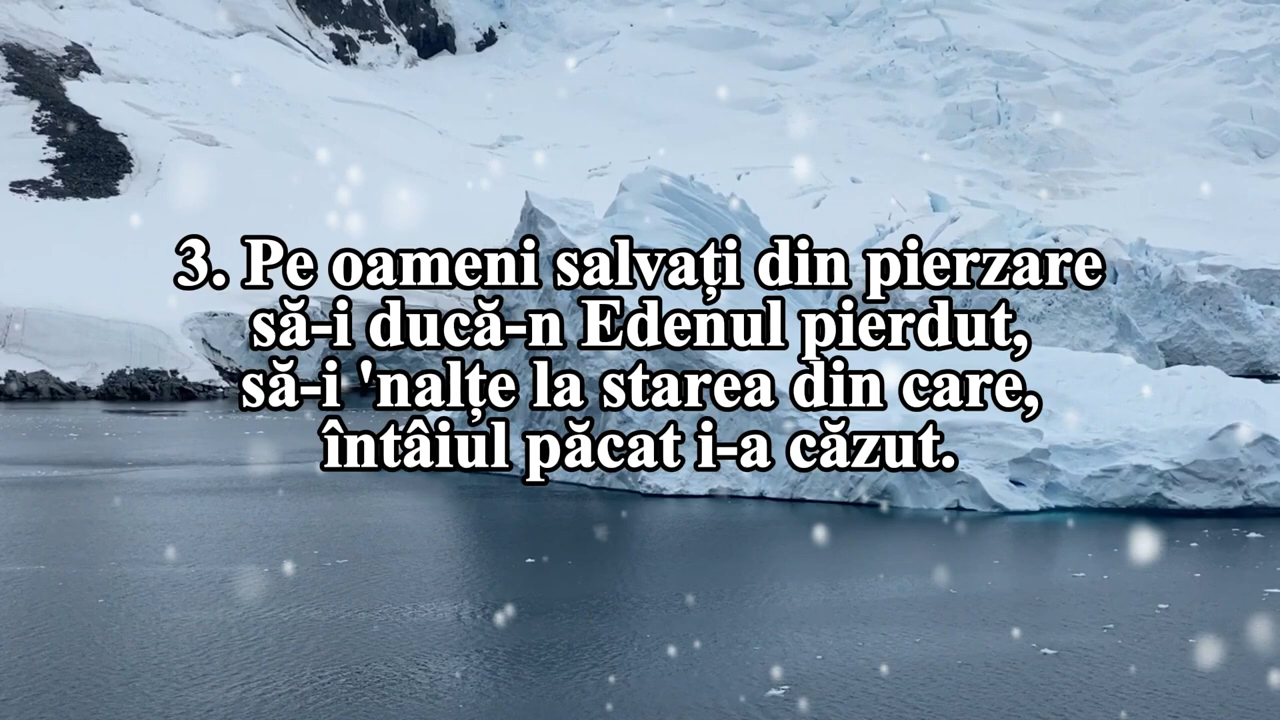 3. Pe oameni salvați din pierzare
să-i ducă-n Edenul pierdut,
să-i 'nalțe la starea din care,
întâiul păcat i-a căzut.